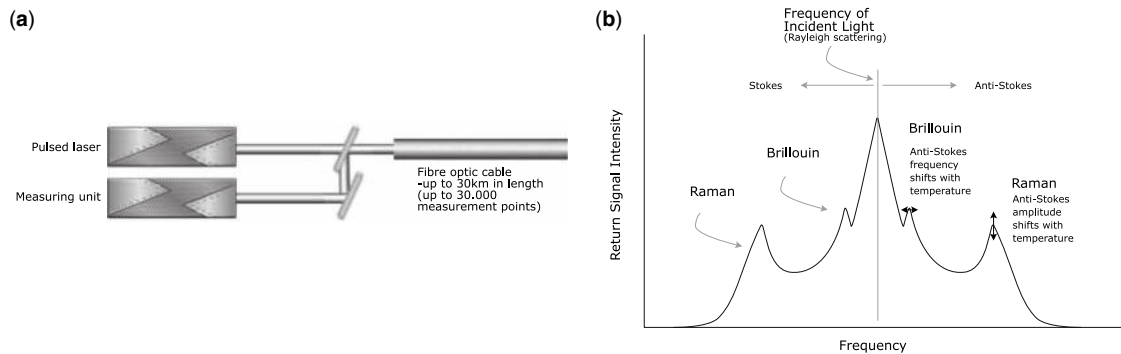 (a)
Pulsed laser
Measuring unit
Fibre optic cable
-up to 30km in length
(up to 30.000
measurement points)
(b)
Frequency of
Incident Light
(Rayleigh scattering)
Stokes
Anti-Stokes
Brillouin
Brillouin
Anti-Stokes
frequency
shifts with
temperature
Raman
Raman
Anti-Stokes
amplitude
shifts with
temperature
Return Signal Intensity
Frequency